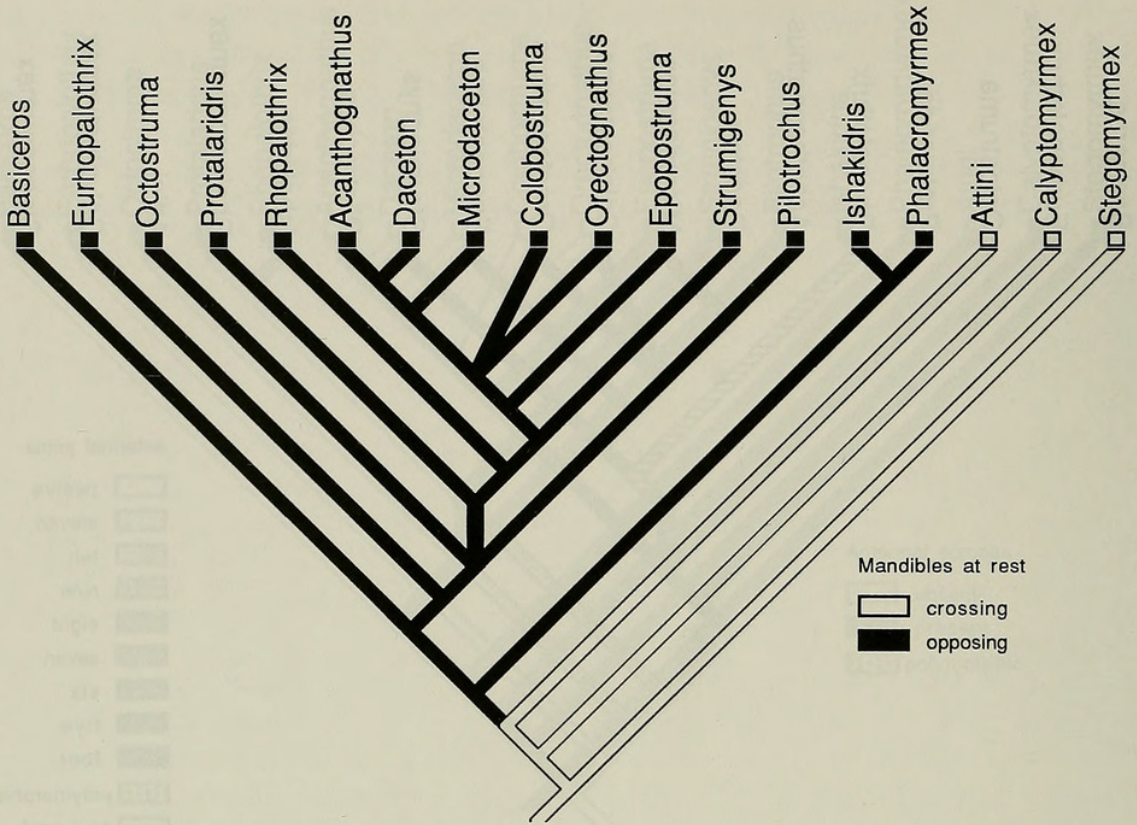 Basiceros
Eurhopalothrix
Octostruma
Protalaridris
Rhopalothrix
Acanthognathus
Daceton
Microdaceton
Colobostruma
Orectognathus
Epopostruma
Strumigenys
Pilotrochus
Ishakidris
Phalacromyrmex
Attini
Calyptomyrmex
Stegomyrmex
Mandibles at rest
crossing
opposing